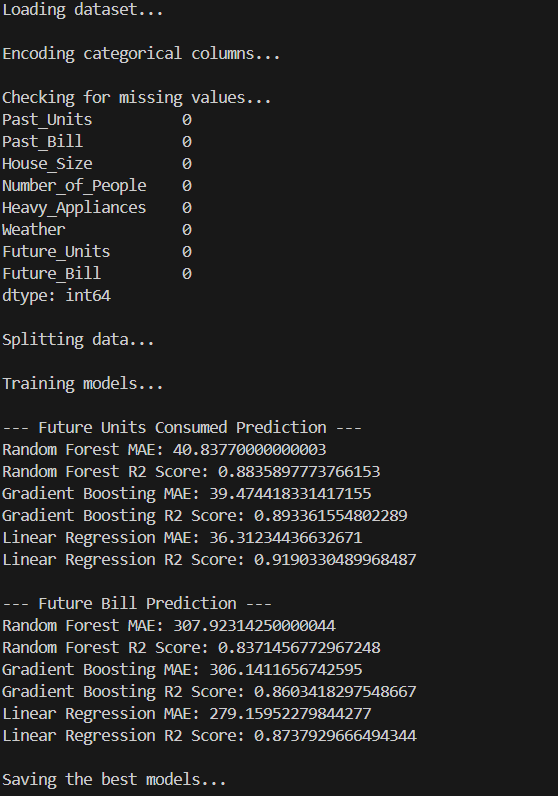 Loading dataset...
Encoding categorical columns...
Checking for missing values...
Past_Units 0
Past_Bill 0
House_Size 0
Number_of_People 0
Heavy_Appliances 0
Weather 0
Future_Units 0
Future_Bill 0
dtype: int64
Splitting data...
Training models...
--- Future Units Consumed Prediction ---
Random Forest MAE: 40.83770000000003
Random Forest R2 Score: 0.8835897773766153
Gradient Boosting MAE: 39.474418331417155
Gradient Boosting R2 Score: 0.893361554802289
Linear Regression MAE: 36.31234436632671
Linear Regression R2 Score: 0.9190330489968487
--- Future Bill Prediction ---
Random Forest MAE: 307.92314250000044
Random Forest R2 Score: 0.8371456772967248
Gradient Boosting MAE: 306.1411656742595
Gradient Boosting R2 Score: 0.8603418297548667
Linear Regression MAE: 279.15952279844277
Linear Regression R2 Score: 0.8737929666494344
Saving the best models...